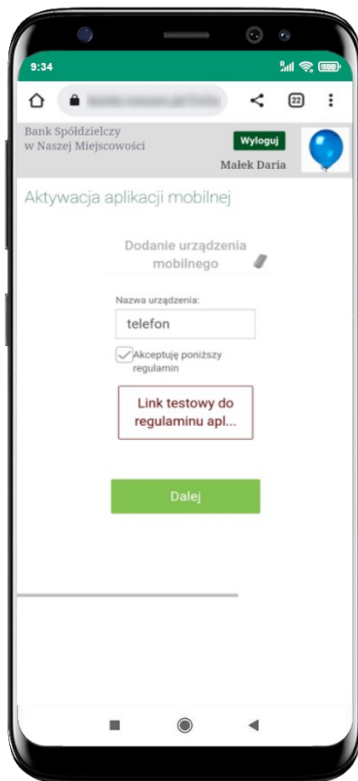 9:34
22
100
Bank Spółdzielczy
w Naszej Miejscowości
Wyloguj
Małek Daria
Aktywacja aplikacji mobilnej
Dodanie urządzenia
mobilnego
Nazwa urządzenia:
telefon
Akceptuję poniższy
regulamin
Link testowy do
regulaminu apl...
Dalej